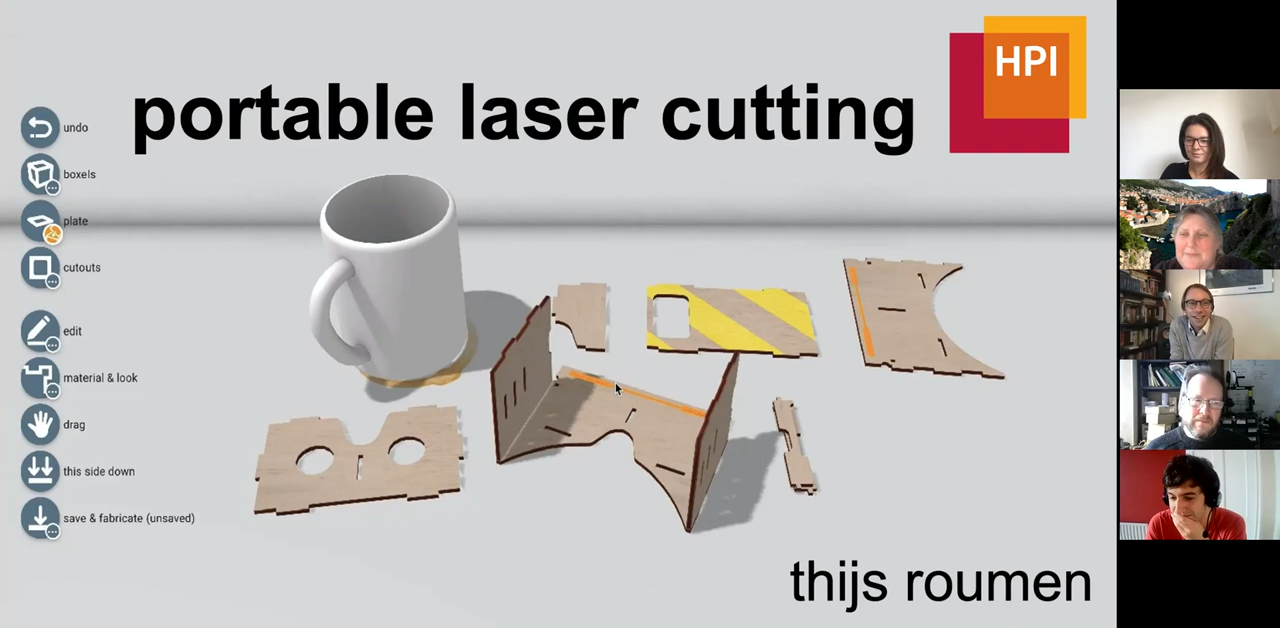 portable laser cutting
HPI
undo
boxels
plate
cutouts
edit
material & look
drag
this side down
save & fabricate (unsaved)
thijs roumen